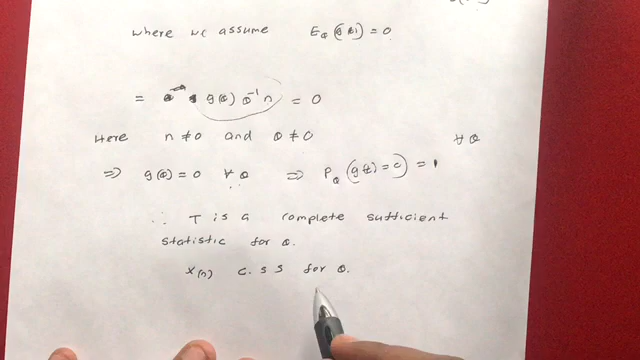 where we assume E_θ(g(t)) = 0
= g(θ) θ⁻¹ n = 0
Here n ≠ 0 and θ ≠ 0
⇒ g(θ) = 0 ∀ θ ⇒ P_θ(g(t) = 0) = 1 ∀ θ
∴ T is a complete sufficient
statistic for θ.
X(n) C.S S for θ.